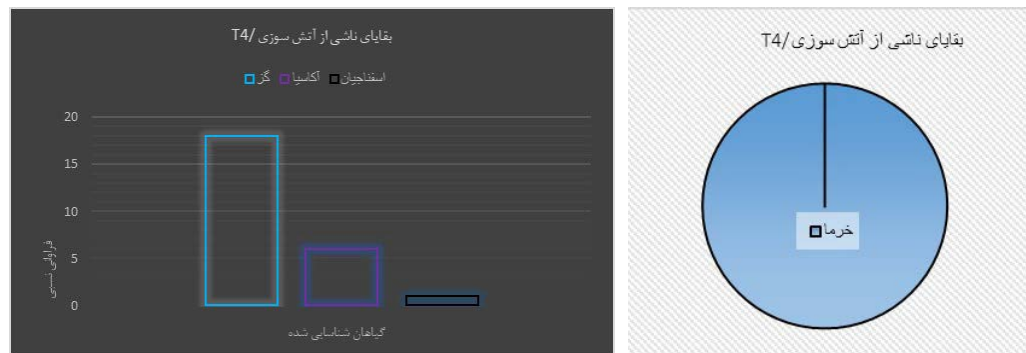 بقایای ناشی از آتش سوزی /T4
گز آکاسیا اسفناجیان
20
15
10
5
0
فراوانی نسبی
گیاهان شناسایی شده
بقایای ناشی از آتش سوزی /T4
خرما